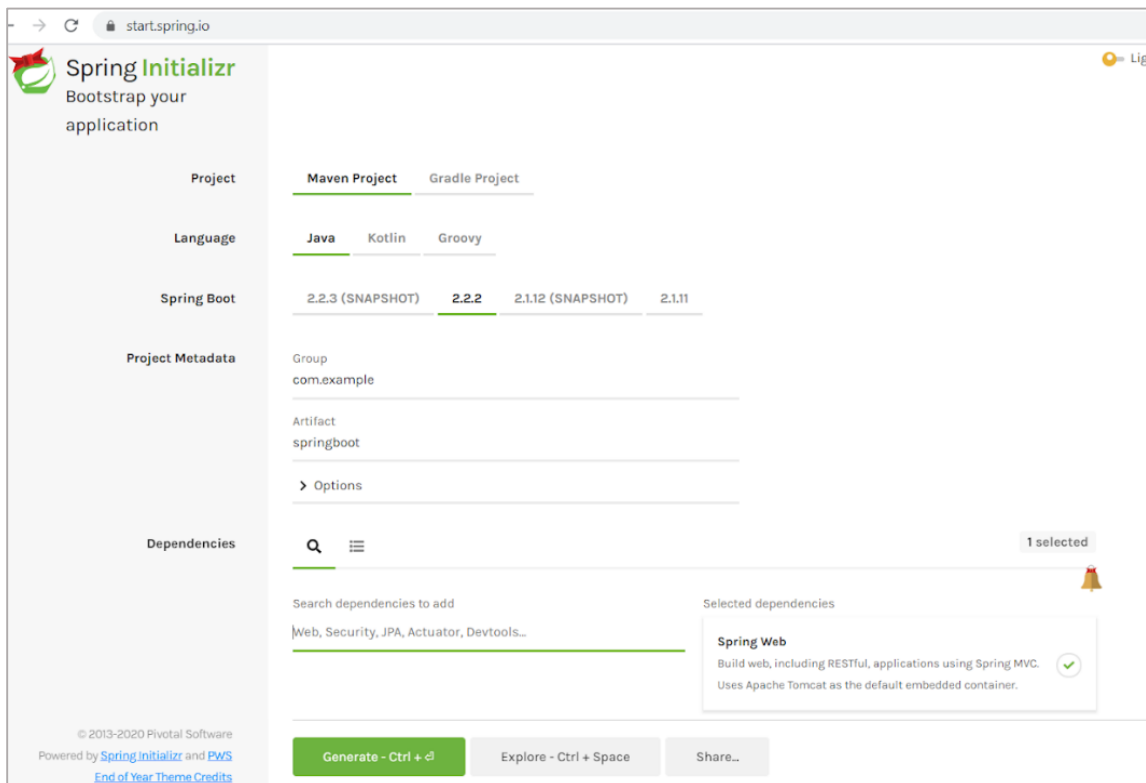 start.spring.io
Spring Initializr
Bootstrap your
application
Project
Maven Project Gradle Project
Language
Java Kotlin Groovy
Spring Boot
2.2.3 (SNAPSHOT) 2.2.2 2.1.12 (SNAPSHOT) 2.1.11
Project Metadata
Group
com.example
Artifact
springboot
Options
Dependencies
1 selected
Search dependencies to add
Web, Security, JPA, Actuator, Devtools...
Selected dependencies
Spring Web
Build web, including RESTful, applications using Spring MVC.
Uses Apache Tomcat as the default embedded container.
© 2013-2020 Pivotal Software
Powered by Spring Initializr and PWS
End of Year Theme Credits
Generate - Ctrl + ⏎
Explore - Ctrl + Space
Share...